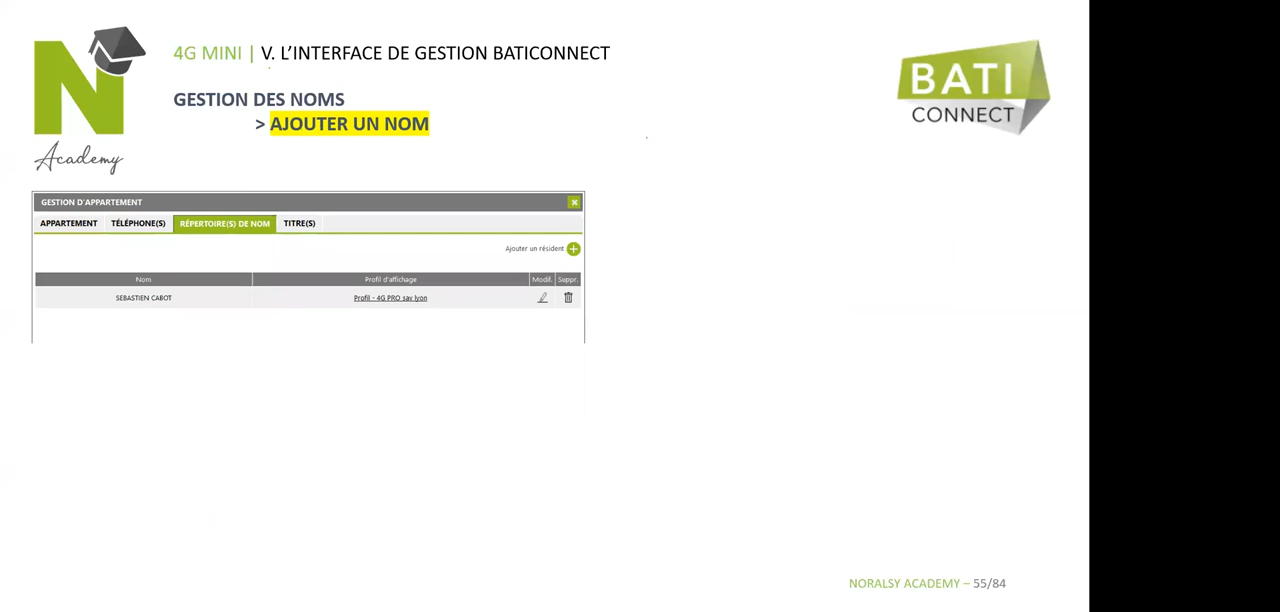 4G MINI | V. L’INTERFACE DE GESTION BATICONNECT
GESTION DES NOMS
> AJOUTER UN NOM
N
Academy
BATI
CONNECT
GESTION D'APPARTEMENT
APPARTEMENT TÉLÉPHONE(S) RÉPERTOIRE(S) DE NOM TITRE(S)
Ajouter un résident
Nom Profil d'affichage Modif. Suppr.
SEBASTIEN CABOT Profil - 4G PRO sav lyon
NORALSY ACADEMY – 55/84